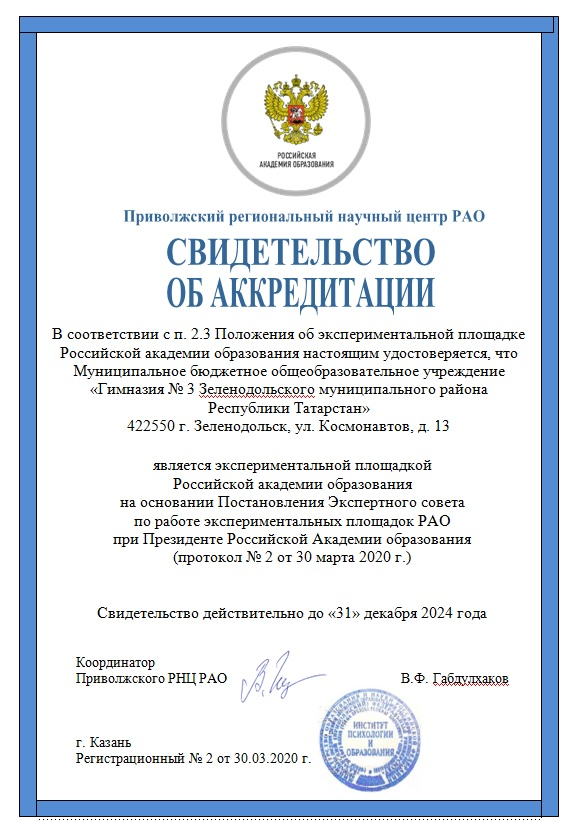 РОССИЙСКАЯ
АКАДЕМИЯ ОБРАЗОВАНИЯ
Приволжский региональный научный центр РАО
СВИДЕТЕЛЬСТВО
ОБ АККРЕДИТАЦИИ
В соответствии с п. 2.3 Положения об экспериментальной площадке
Российской академии образования настоящим удостоверяется, что
Муниципальное бюджетное общеобразовательное учреждение
«Гимназия № 3 Зеленодольского муниципального района
Республики Татарстан»
422550 г. Зеленодольск, ул. Космонавтов, д. 13
является экспериментальной площадкой
Российской академии образования
на основании Постановления Экспертного совета
по работе экспериментальных площадок РАО
при Президенте Российской Академии образования
(протокол № 2 от 30 марта 2020 г.)
Свидетельство действительно до «31» декабря 2024 года
Координатор
Приволжского РНЦ РАО
В.Ф. Габдулхаков
г. Казань
Регистрационный № 2 от 30.03.2020 г.
ИНСТИТУТ
ПСИХОЛОГИИ
И
ОБРАЗОВАНИЯ